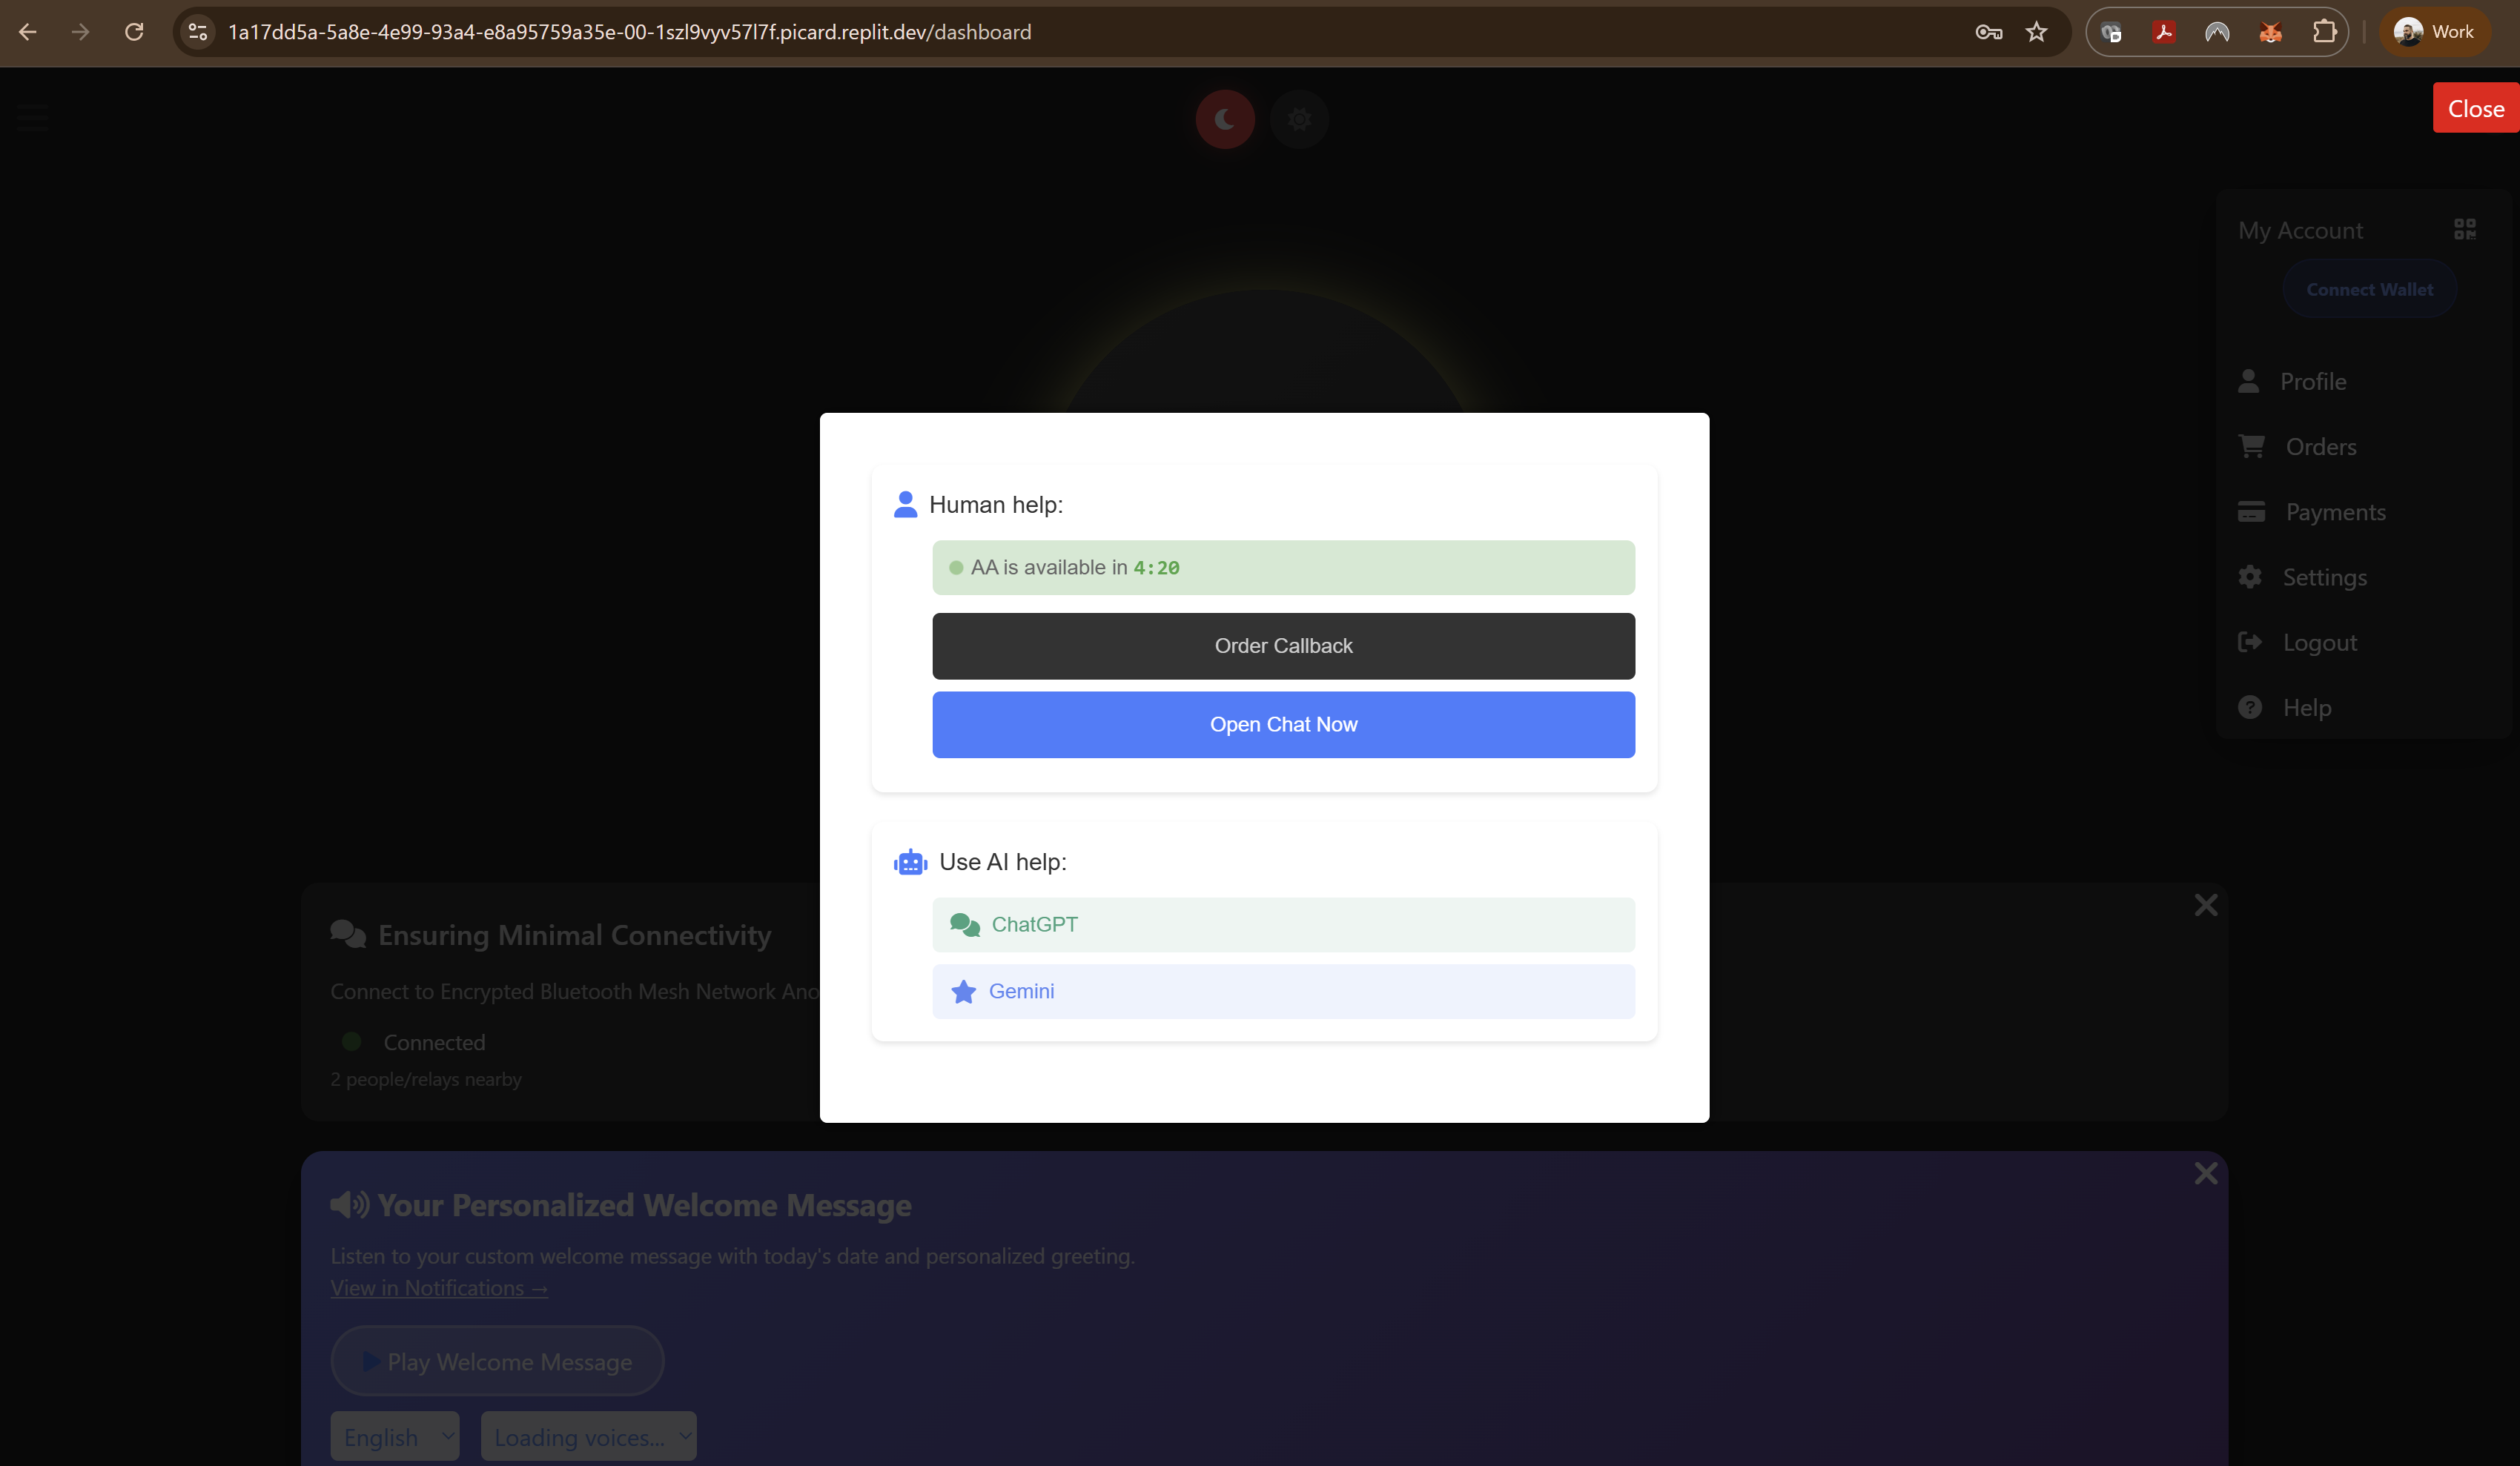 1a17dd5a-5a8e-4e99-93a4-e8a95759a35e-00-1szl9vyv57l7f.picard.replit.dev/dashboard
Work
Close
My Account
Connect Wallet
Profile
Orders
Payments
Settings
Logout
Help
Human help:
AA is available in 4:20
Order Callback
Open Chat Now
Use AI help:
ChatGPT
Gemini
Ensuring Minimal Connectivity
Connect to Encrypted Bluetooth Mesh Network Ano
Connected
2 people/relays nearby
Your Personalized Welcome Message
Listen to your custom welcome message with today's date and personalized greeting.
View in Notifications →
Play Welcome Message
English
Loading voices...